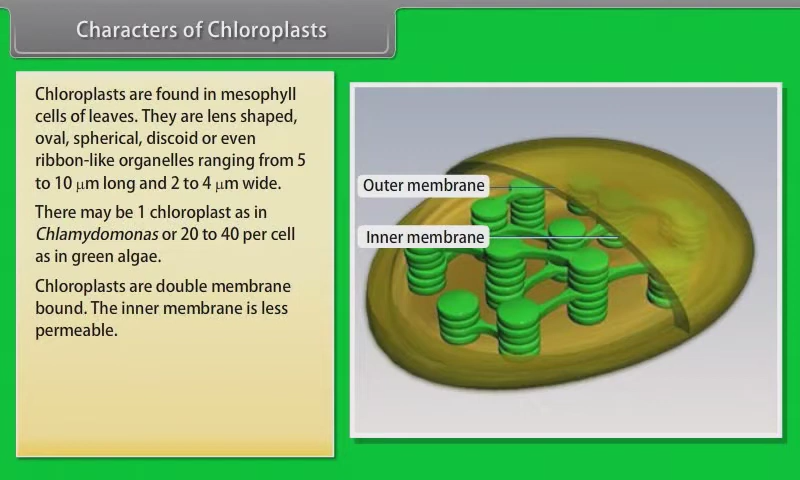 Characters of Chloroplasts
Chloroplasts are found in mesophyll
cells of leaves. They are lens shaped,
oval, spherical, discoid or even
ribbon-like organelles ranging from 5
to 10 μm long and 2 to 4 μm wide.
There may be 1 chloroplast as in
Chlamydomonas or 20 to 40 per cell
as in green algae.
Chloroplasts are double membrane
bound. The inner membrane is less
permeable.
Outer membrane
Inner membrane